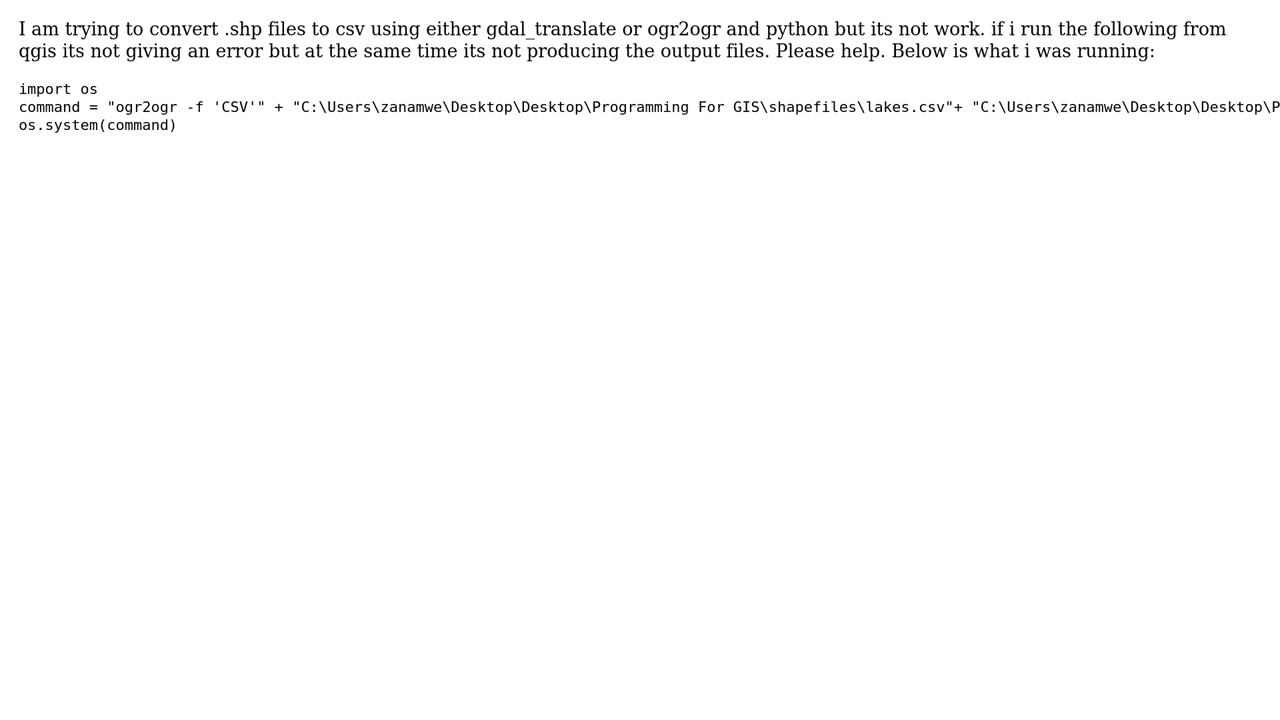 I am trying to convert .shp files to csv using either gdal_translate or ogr2ogr and python but its not work. if i run the following from
qgis its not giving an error but at the same time its not producing the output files. Please help. Below is what i was running:
import os
command = "ogr2ogr -f 'CSV'" + "C:\Users\zanamwe\Desktop\Desktop\Programming For GIS\shapefiles\lakes.csv"+ "C:\Users\zanamwe\Desktop\Desktop\P
os.system(command)